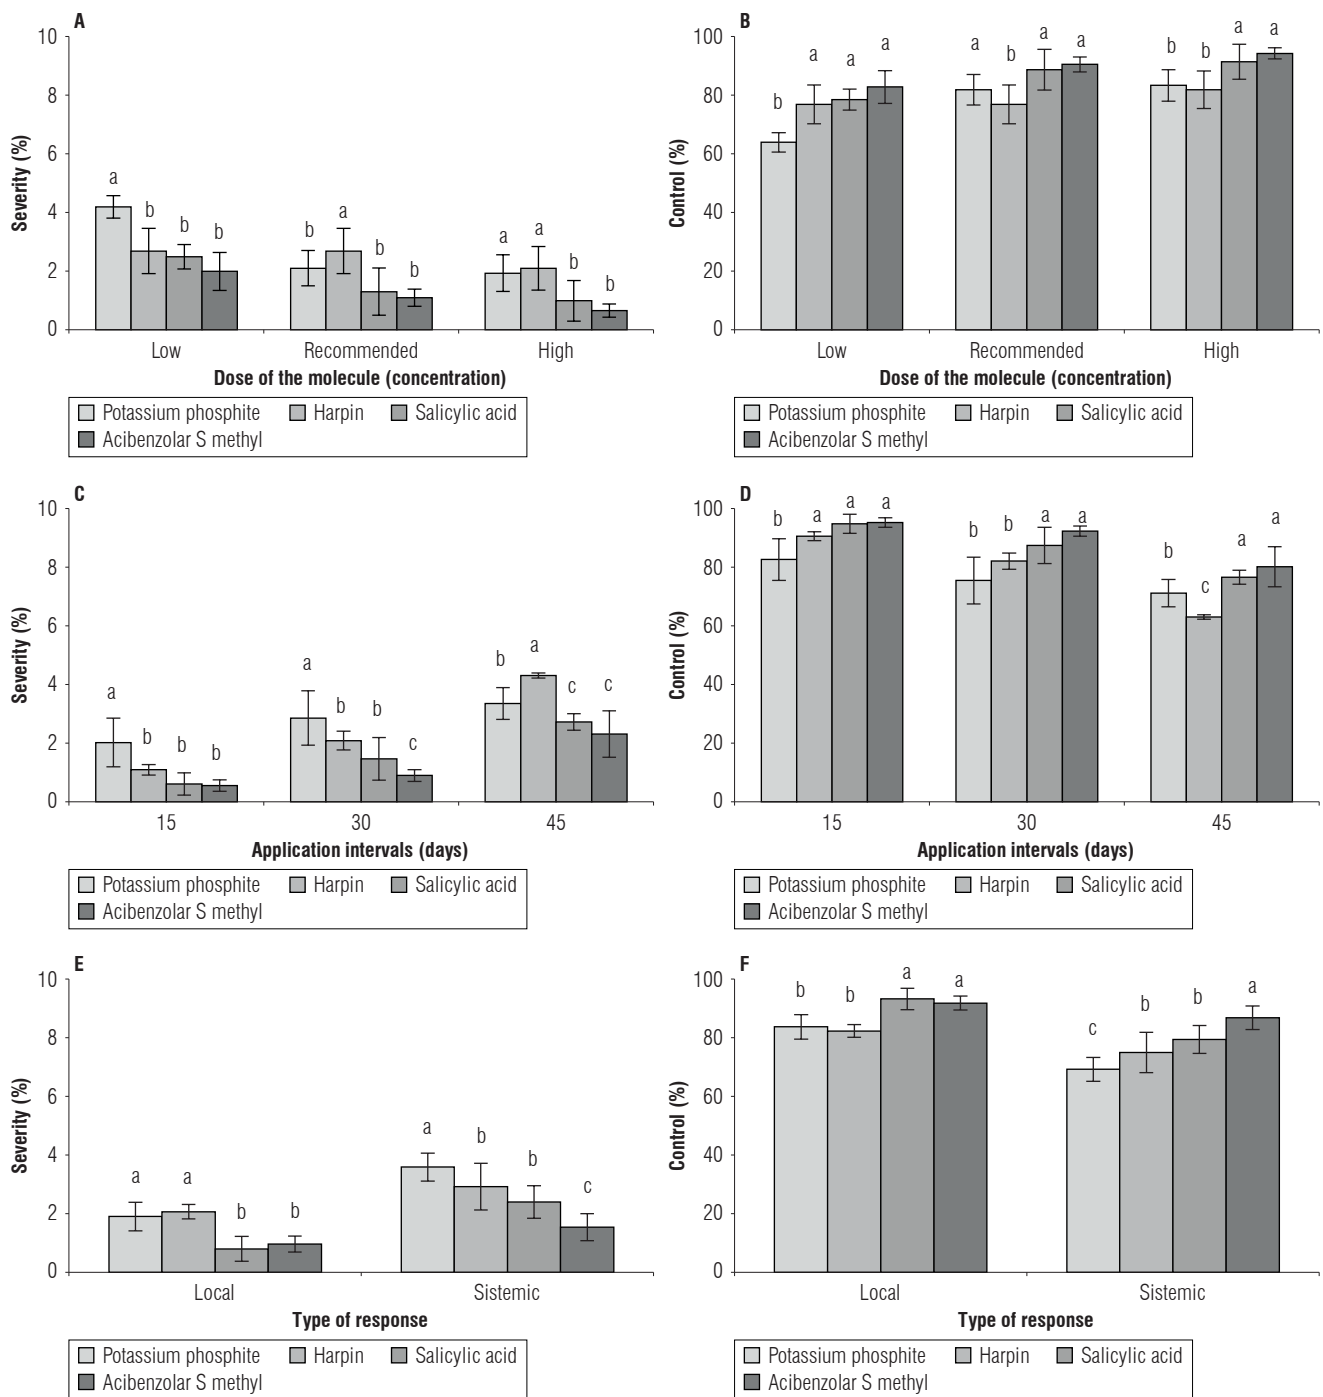 A
10
8
6
4
2
0
Severity (%)
a
b
b
b
b
a
b
b
a
a
b
b
Low
Recommended
High
Dose of the molecule (concentration)
Potassium phosphite
Harpin
Salicylic acid
Acibenzolar S methyl
B
100
80
60
40
20
0
Control (%)
b
a
a
a
a
b
a
a
b
b
a
a
Low
Recommended
High
Dose of the molecule (concentration)
Potassium phosphite
Harpin
Salicylic acid
Acibenzolar S methyl
C
10
8
6
4
2
0
Severity (%)
a
b
b
b
a
b
b
c
b
a
c
c
15
30
45
Application intervals (days)
Potassium phosphite
Harpin
Salicylic acid
Acibenzolar S methyl
D
100
80
60
40
20
0
Control (%)
b
a
a
a
b
b
a
a
b
c
a
a
15
30
45
Application intervals (days)
Potassium phosphite
Harpin
Salicylic acid
Acibenzolar S methyl
E
10
8
6
4
2
0
Severity (%)
a
a
b
b
a
b
b
c
Local
Sistemic
Type of response
Potassium phosphite
Harpin
Salicylic acid
Acibenzolar S methyl
F
100
80
60
40
20
0
Control (%)
b
b
a
a
c
b
b
a
Local
Sistemic
Type of response
Potassium phosphite
Harpin
Salicylic acid
Acibenzolar S methyl